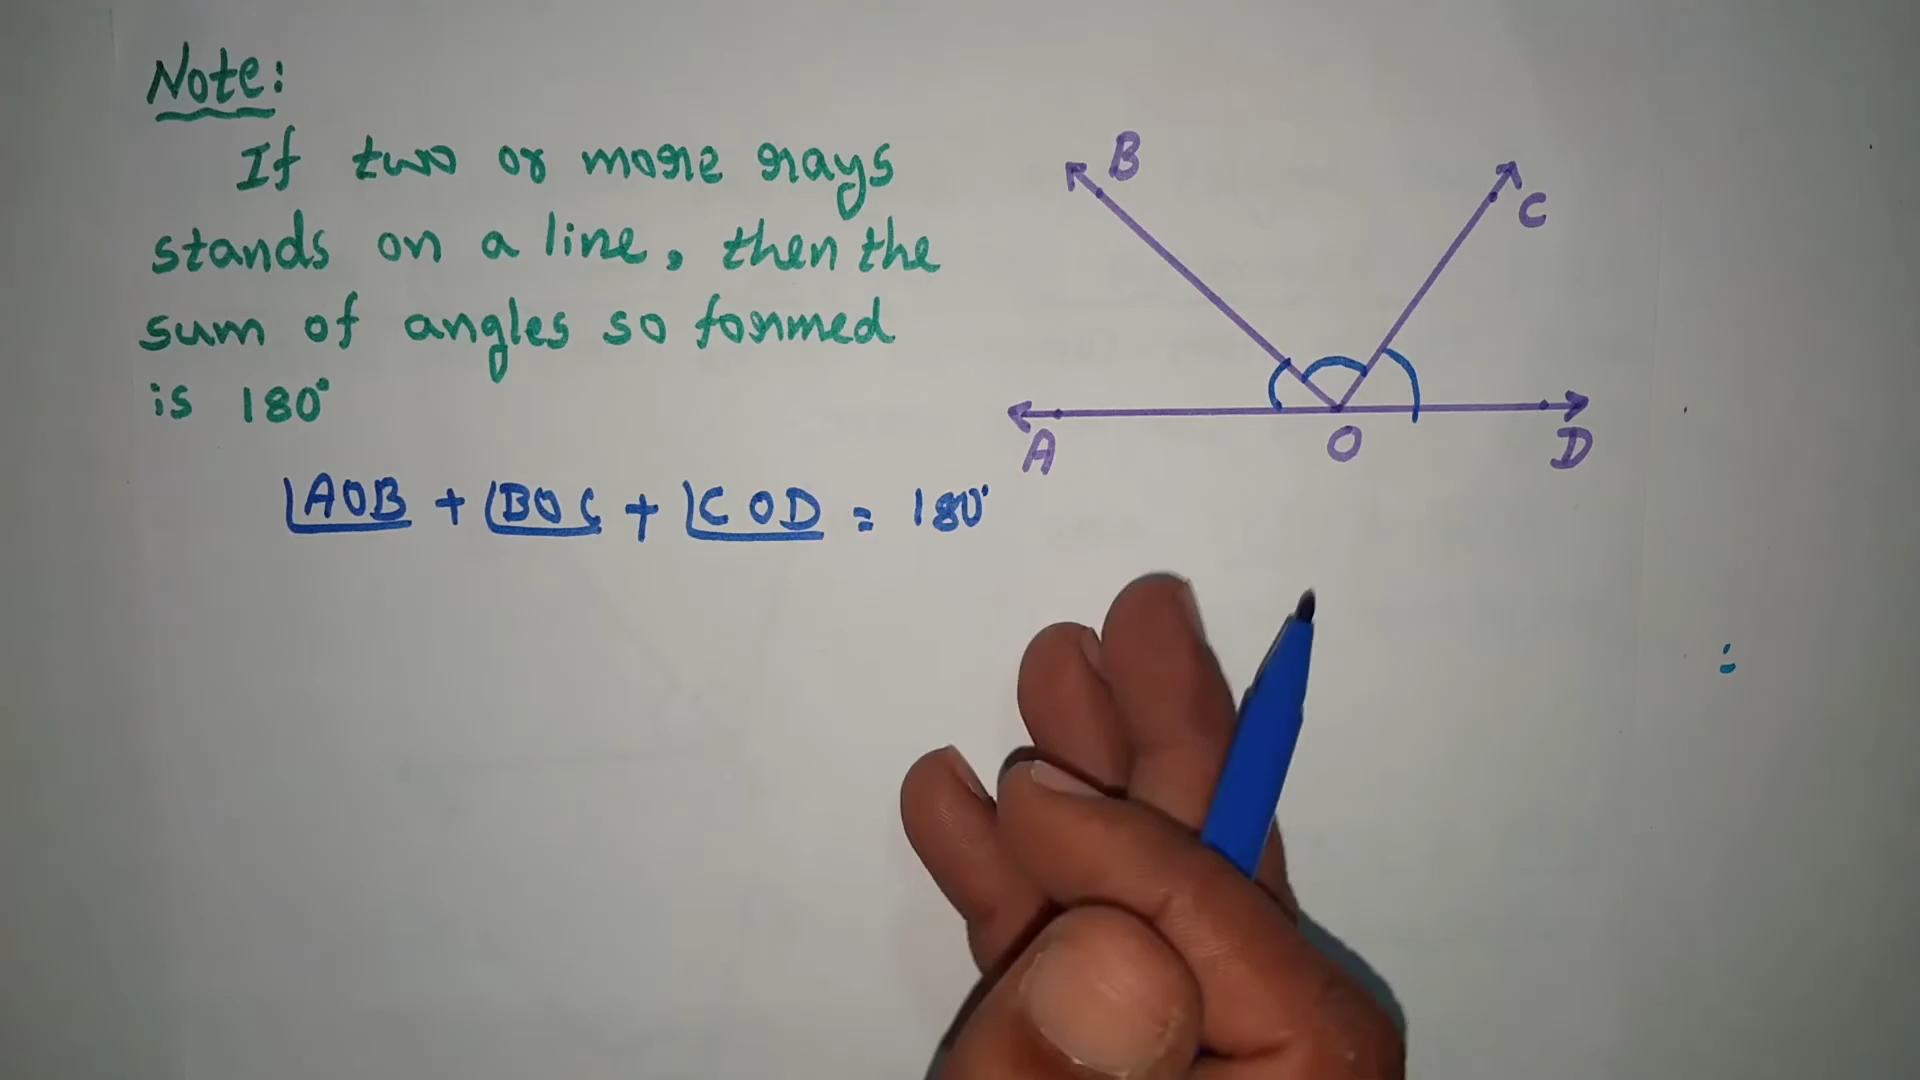 Note:
If two or more rays
stands on a line, then the
sum of angles so formed
is 180°
∠AOB + ∠BOC + ∠COD = 180°
B
C
A
O
D
=